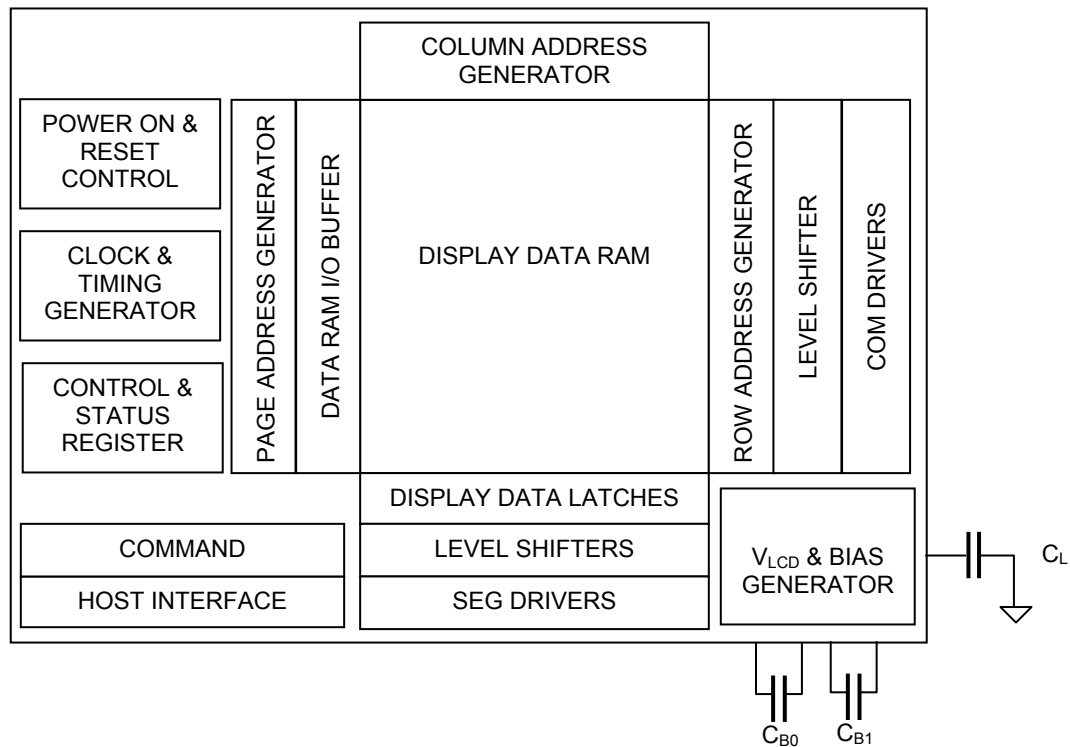 COLUMN ADDRESS
GENERATOR
POWER ON &
RESET
CONTROL
CLOCK &
TIMING
GENERATOR
CONTROL &
STATUS
REGISTER
PAGE ADDRESS GENERATOR
DATA RAM I/O BUFFER
DISPLAY DATA RAM
ROW ADDRESS GENERATOR
LEVEL SHIFTER
COM DRIVERS
DISPLAY DATA LATCHES
COMMAND
LEVEL SHIFTERS
HOST INTERFACE
SEG DRIVERS
VLCD & BIAS
GENERATOR
CL
CB0
CB1